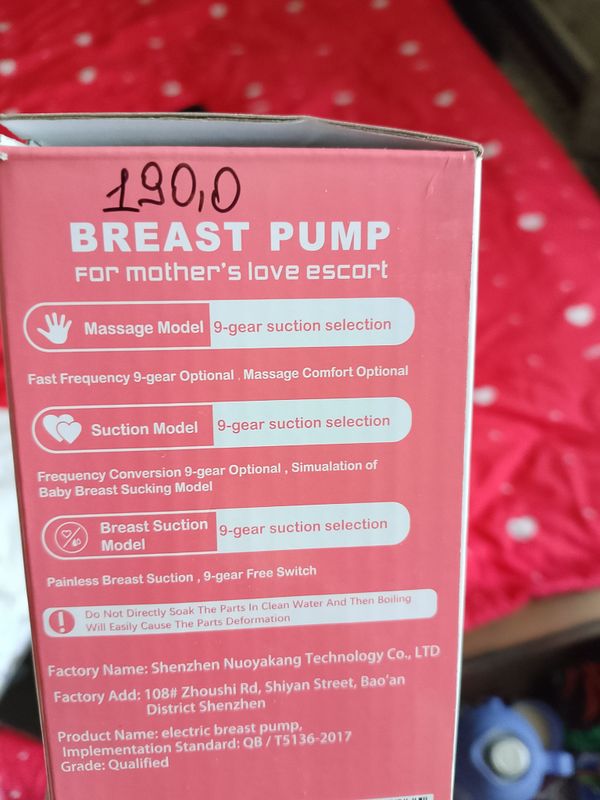 190,0
BREAST PUMP
For mother's love escort
Massage Model 9-gear suction selection
Fast Frequency 9-gear Optional , Massage Comfort Optional
Suction Model 9-gear suction selection
Frequency Conversion 9-gear Optional , Simualation of
Baby Breast Sucking Model
Breast Suction 9-gear suction selection
Model
Painless Breast Suction , 9-gear Free Switch
Do Not Directly Soak The Parts In Clean Water And Then Boiling
Will Easily Cause The Parts Deformation
Factory Name: Shenzhen Nuoyakang Technology Co., LTD
Factory Add: 108# Zhoushi Rd, Shiyan Street, Bao'an
District Shenzhen
Product Name: electric breast pump,
Implementation Standard: QB / T5136-2017
Grade: Qualified